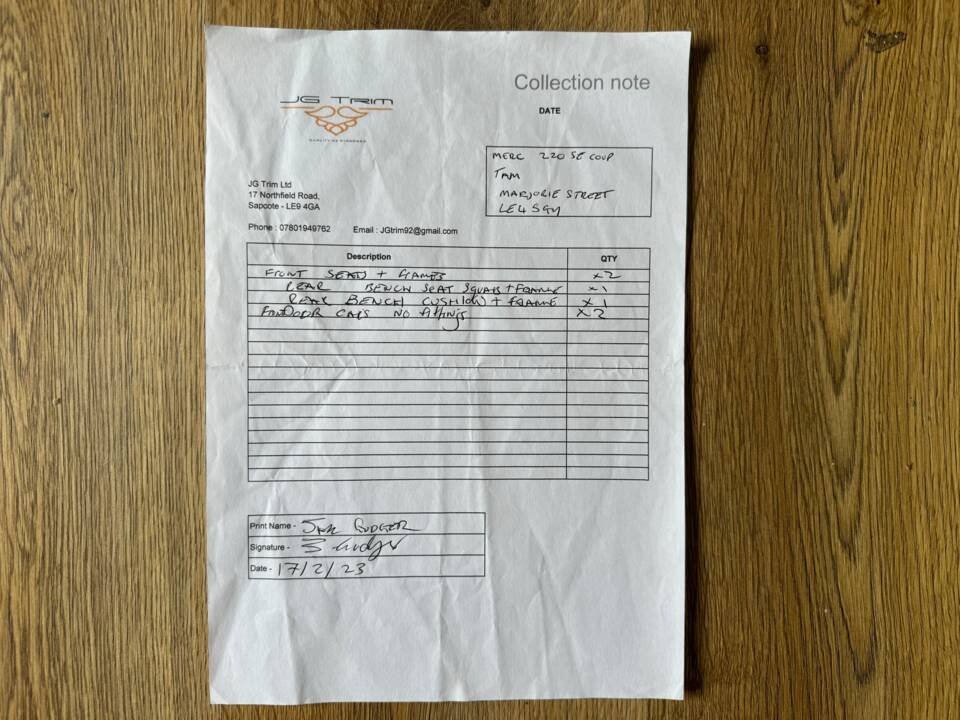 Collection note
JG TRIM
DATE
MERC 220 SE COUP
TAM
MARJORIE STREET
LE4 5GY
JG Trim Ltd
17 Northfield Road,
Sapcote - LE9 4GA
Phone : 07801949762 Email : JGtrim92@gmail.com
Description QTY
FRONT SEATS + FRAMES x2
REAR BENCH SEAT SQUAB + FRAME x1
REAR BENCH CUSHION + FRAME x1
DOOR CARDS NO fittings x2
Print Name - GUDGER
Signature -
Date - 17/2/23